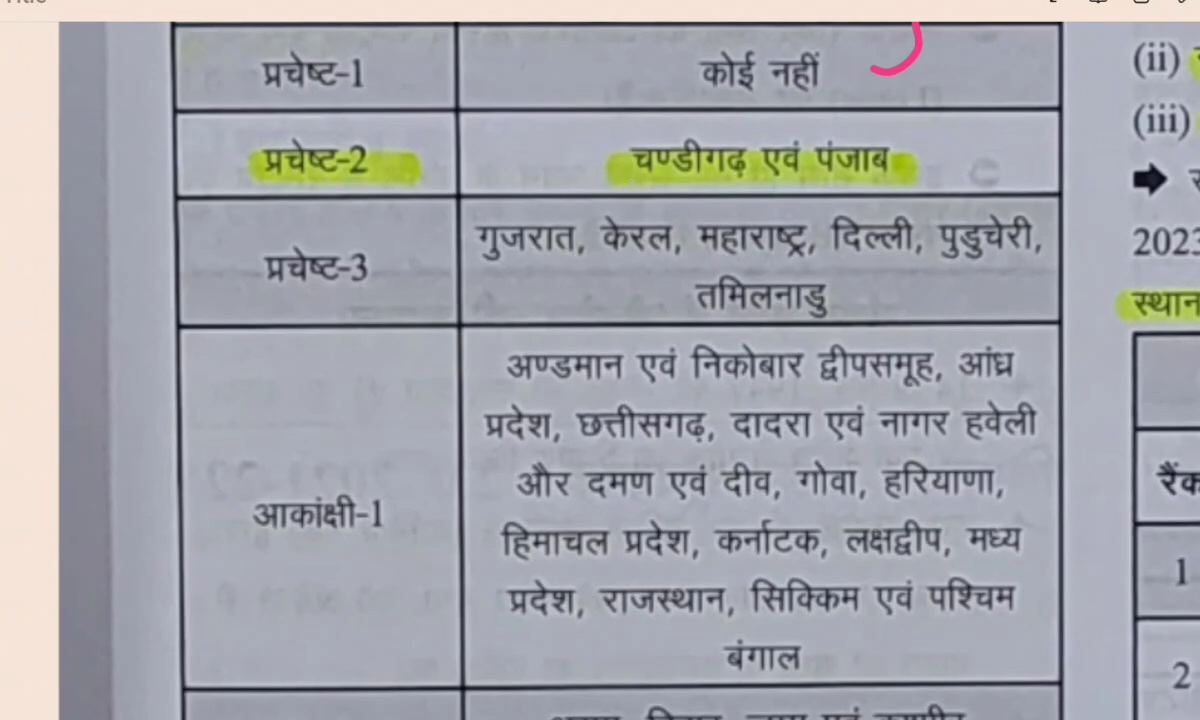 प्रचेष्ट-1
कोई नहीं
प्रचेष्ट-2
चण्डीगढ़ एवं पंजाब
प्रचेष्ट-3
गुजरात, केरल, महाराष्ट्र, दिल्ली, पुडुचेरी,
तमिलनाडु
आकांक्षी-1
अण्डमान एवं निकोबार द्वीपसमूह, आंध्र
प्रदेश, छत्तीसगढ़, दादरा एवं नागर हवेली
और दमण एवं दीव, गोवा, हरियाणा,
हिमाचल प्रदेश, कर्नाटक, लक्षद्वीप, मध्य
प्रदेश, राजस्थान, सिक्किम एवं पश्चिम
बंगाल
(ii)
(iii)
2023
स्थान
रैंक
1
2